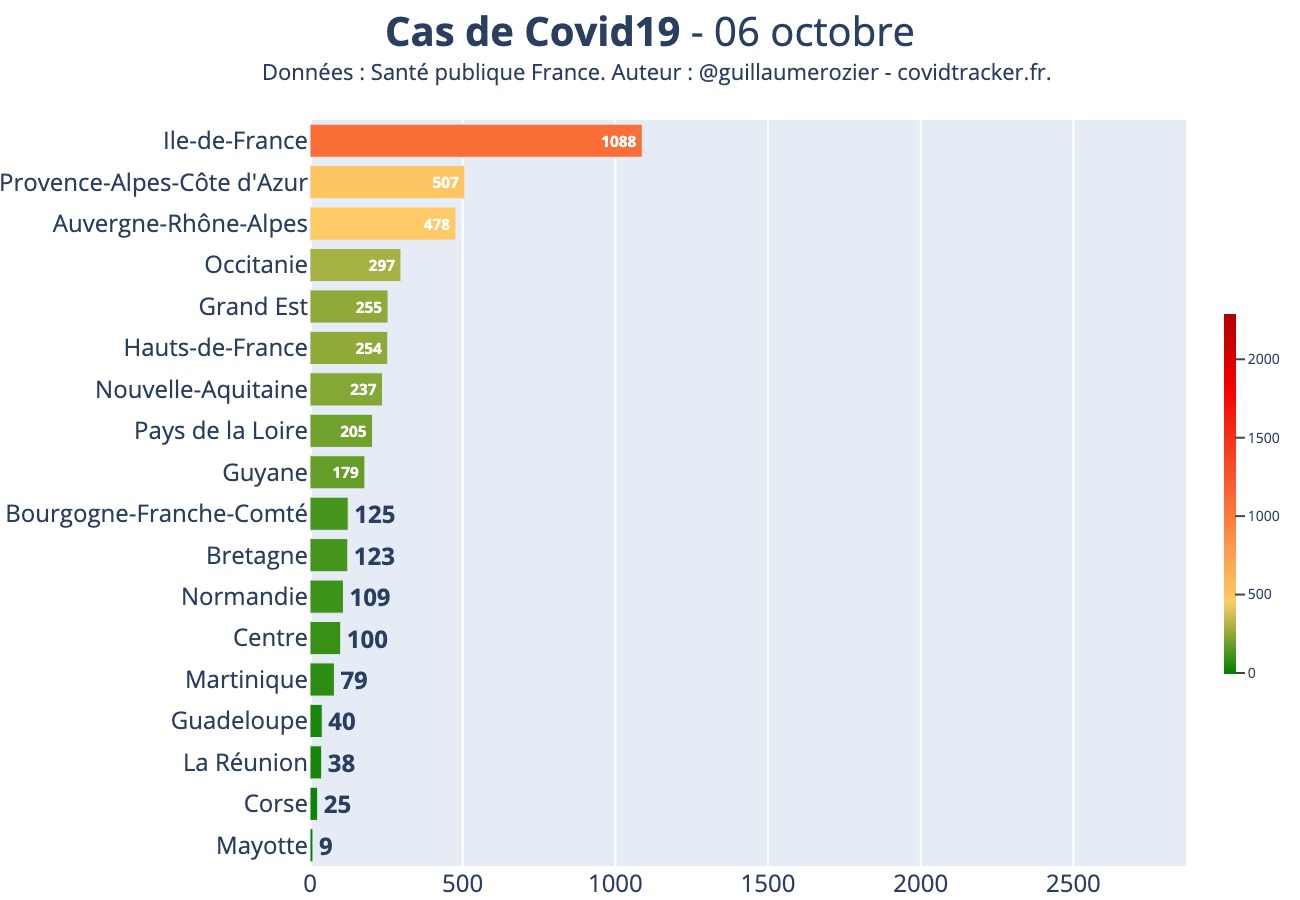 Cas de Covid19 - 06 octobre
Données : Santé publique France. Auteur : @guillaumerozier - covidtracker.fr.
Ile-de-France 1088
Provence-Alpes-Côte d'Azur 507
Auvergne-Rhône-Alpes 478
Occitanie 297
Grand Est 255
Hauts-de-France 254
Nouvelle-Aquitaine 237
Pays de la Loire 205
Guyane 179
Bourgogne-Franche-Comté 125
Bretagne 123
Normandie 109
Centre 100
Martinique 79
Guadeloupe 40
La Réunion 38
Corse 25
Mayotte 9
0 500 1000 1500 2000 2500
2000
1500
1000
500
0